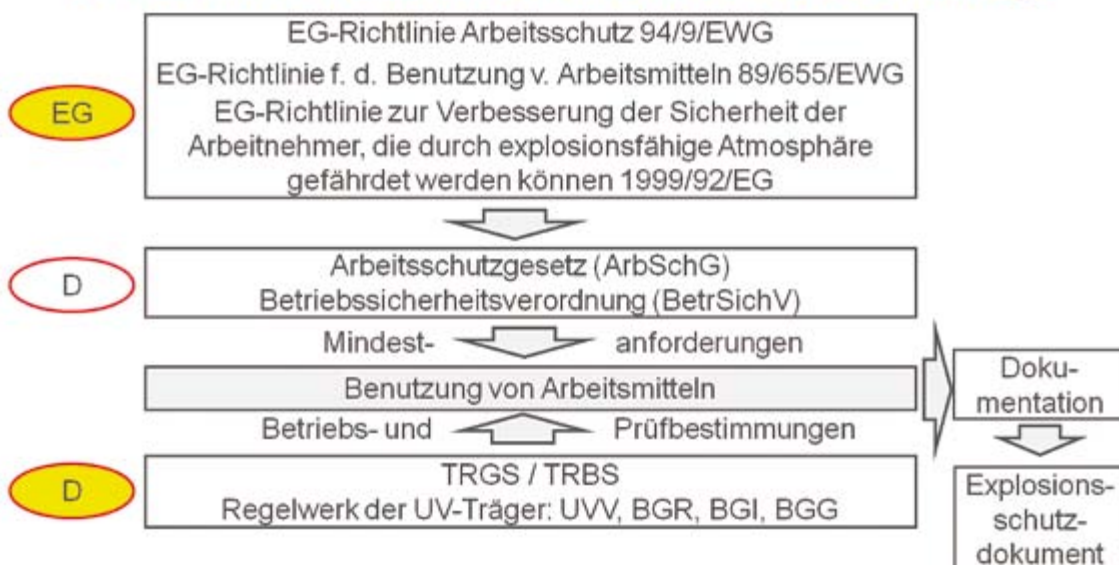 EG-Richtlinie Arbeitsschutz 94/9/EWG
EG-Richtlinie f. d. Benutzung v. Arbeitsmitteln 89/655/EWG
EG
EG-Richtlinie zur Verbesserung der Sicherheit der
Arbeitnehmer, die durch explosionsfähige Atmosphäre
gefährdet werden können 1999/92/EG
D
Arbeitsschutzgesetz (ArbSchG)
Betriebssicherheitsverordnung (BetrSichV)
Mindest- anforderungen
Benutzung von Arbeitsmitteln
Betriebs- und Prüfbestimmungen
D
TRGS / TRBS
Regelwerk der UV-Träger: UVV, BGR, BGI, BGG
Doku-
mentation
Explosions-
schutz-
dokument